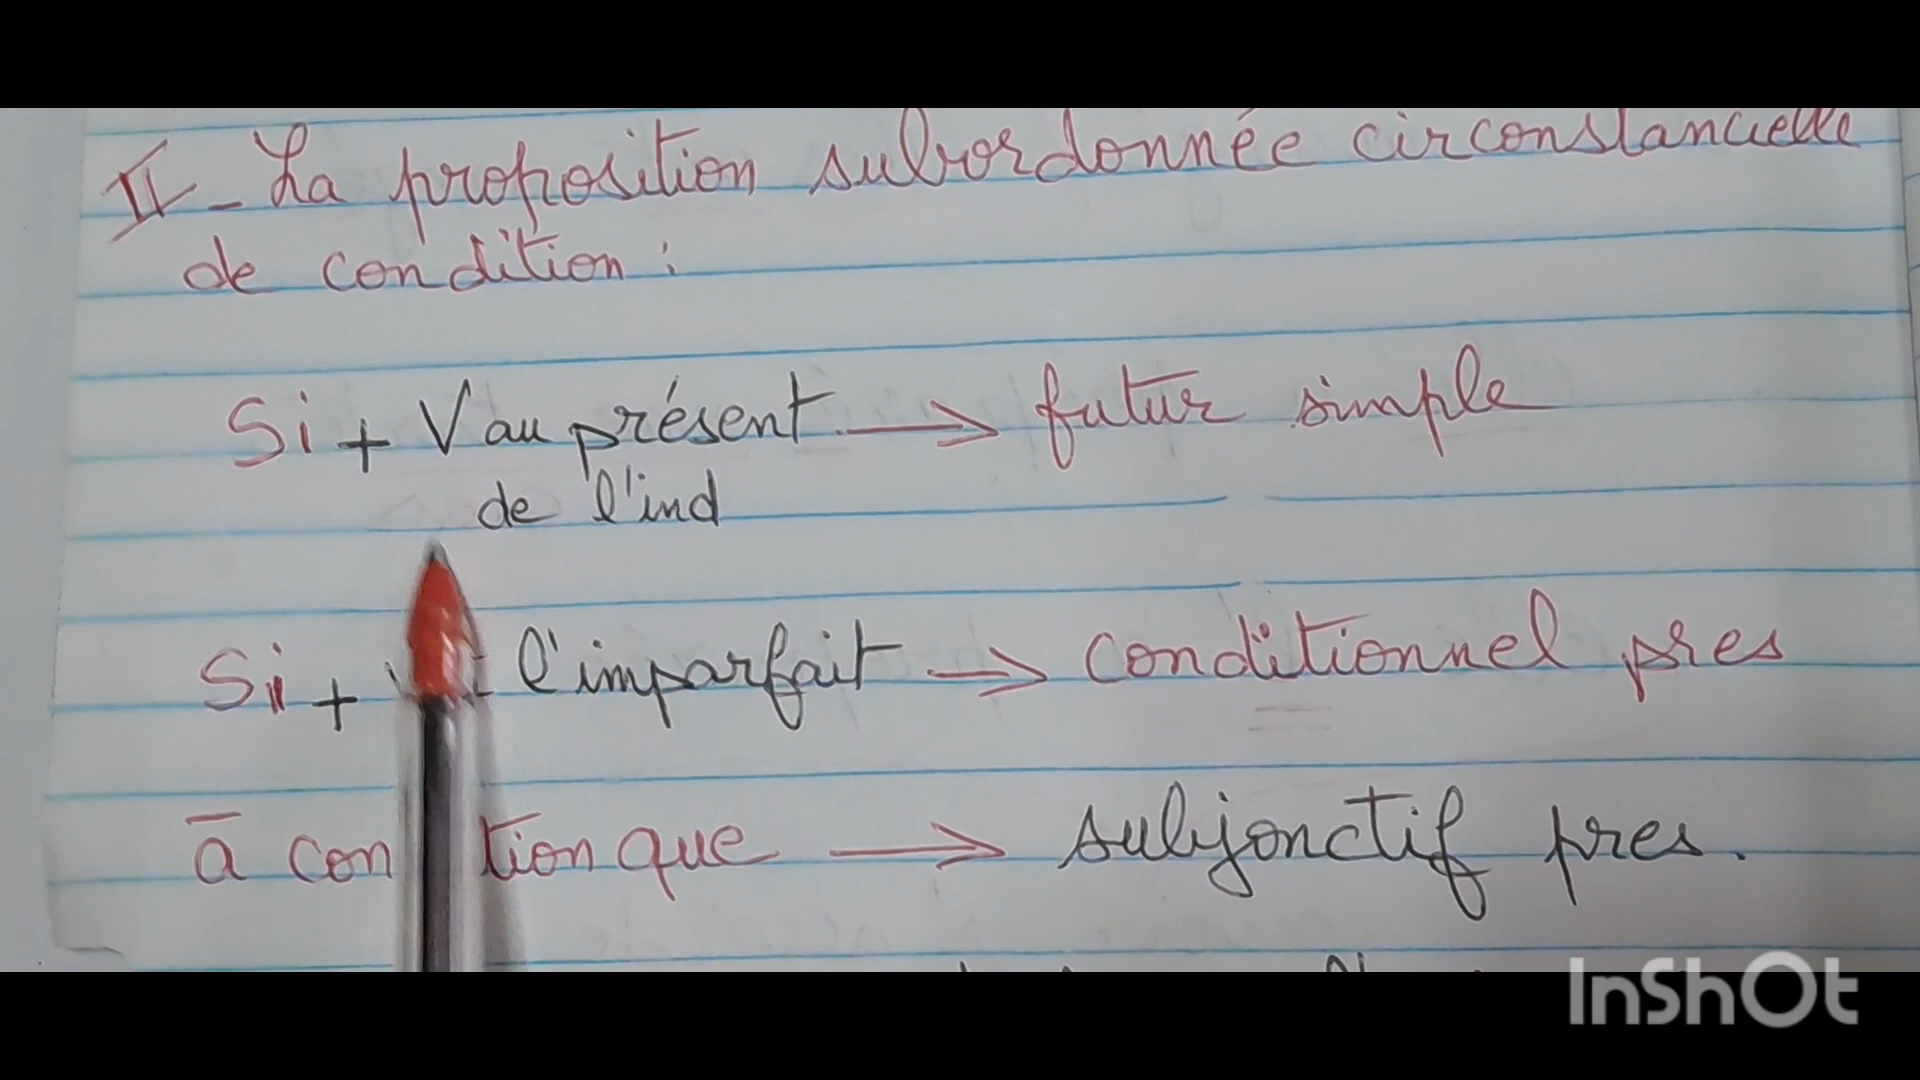 II - La proposition subordonnée circonstancielle
de condition :
Si + V au présent → futur simple
de l'ind
Si + l'imparfait → conditionnel pres
à con tion que → subjonctif pres.
InShOt